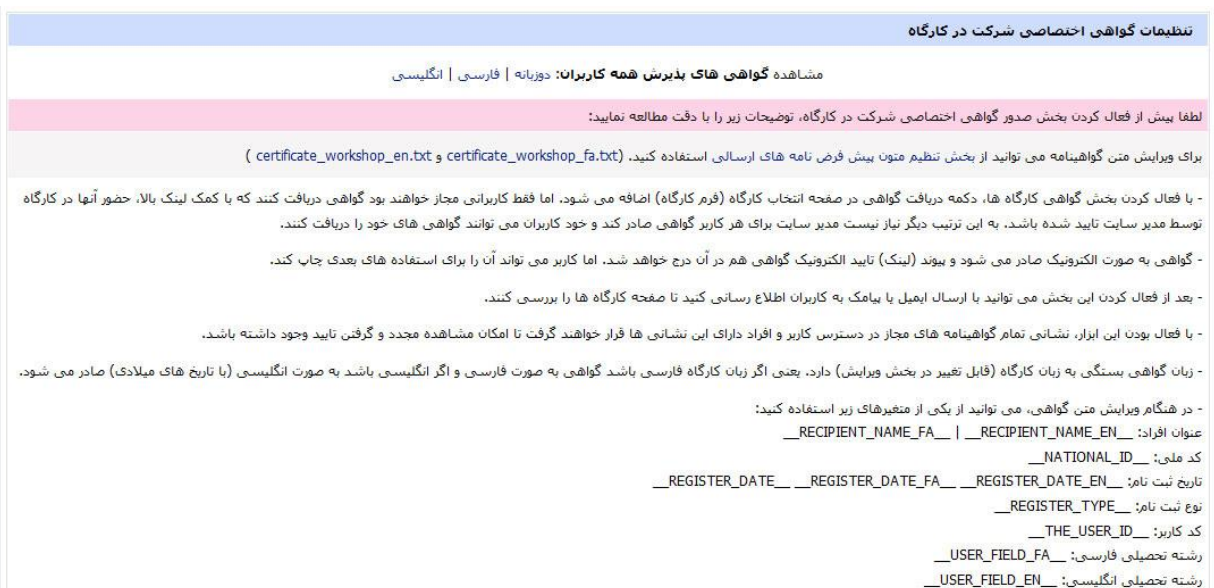 تنظیمات گواهی اختصاصی شرکت در کارگاه
مشاهده گواهی های پذیرش همه کاربران: دوزبانه | فارسی | انگلیسی
لطفا پیش از فعال کردن بخش صدور گواهی اختصاصی شرکت در کارگاه، توضیحات زیر را با دقت مطالعه نمایید:
برای ویرایش متن گواهینامه می توانید از بخش تنظیم متون پیش فرض نامه های ارسالی استفاده کنید. (certificate_workshop_fa.txt و certificate_workshop_en.txt )
- با فعال کردن بخش گواهی کارگاه ها، دکمه دریافت گواهی در صفحه انتخاب کارگاه (فرم کارگاه) اضافه می شود. اما فقط کاربرانی مجاز خواهند بود گواهی دریافت کنند که با کمک لینک بالا، حضور آنها در کارگاه
توسط مدیر سایت تایید شده باشد. به این ترتیب دیگر نیاز نیست مدیر سایت برای هر کاربر گواهی صادر کند و خود کاربران می توانند گواهی های خود را دریافت کنند.
- گواهی به صورت الکترونیک صادر می شود و پیوند (لینک) تایید الکترونیک گواهی هم در آن درج خواهد شد. اما کاربر می تواند آن را برای استفاده های بعدی چاپ کند.
- بعد از فعال کردن این بخش می توانید با ارسال ایمیل یا پیامک به کاربران اطلاع رسانی کنید تا صفحه کارگاه ها را بررسی کنند.
- با فعال بودن این ابزار، نشانی تمام گواهینامه های مجاز در دسترس کاربر و افراد دارای این نشانی ها قرار خواهند گرفت تا امکان مشاهده مجدد و گرفتن تایید وجود داشته باشد.
- زبان گواهی بستگی به زبان کارگاه (قابل تغییر در بخش ویرایش) دارد. یعنی اگر زبان کارگاه فارسی باشد گواهی به صورت فارسی و اگر انگلیسی باشد به صورت انگلیسی (با تاریخ های میلادی) صادر می شود.
- در هنگام ویرایش متن گواهی، می توانید از یکی از متغیرهای زیر استفاده کنید:
عنوان افراد: __RECIPIENT_NAME_FA__ | __RECIPIENT_NAME_EN__
کد ملی: __NATIONAL_ID__
تاریخ ثبت نام: __REGISTER_DATE__ __REGISTER_DATE_FA__ __REGISTER_DATE_EN__
نوع ثبت نام: __REGISTER_TYPE__
کد کاربر: __THE_USER_ID__
رشته تحصیلی فارسی: __USER_FIELD_FA__
رشته تحصیلی انگلیسی: __USER_FIELD_EN__